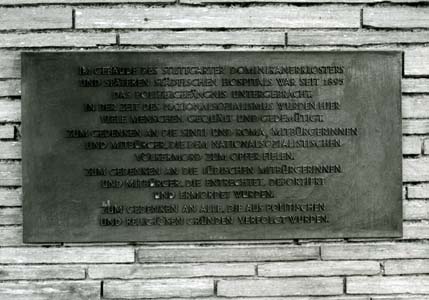 IM GEBÄUDE DES STUTTGARTER DOMINIKANERKLOSTERS
UND SPÄTEREN STÄDTISCHEN HOSPITALS WAR SEIT 1895
DAS POLIZEIGEFÄNGNIS UNTERGEBRACHT.
IN DER ZEIT DES NATIONALSOZIALISMUS WURDEN HIER
VIELE MENSCHEN GEQUÄLT UND GEDEMÜTIGT.
ZUM GEDENKEN AN DIE SINTI UND ROMA, MITBÜRGERINNEN
UND MITBÜRGER, DIE DEM NATIONALSOZIALISTISCHEN
VÖLKERMORD ZUM OPFER FIELEN.
ZUM GEDENKEN AN DIE JÜDISCHEN MITBÜRGERINNEN
UND MITBÜRGER, DIE ENTRECHTET, DEPORTIERT
UND ERMORDET WURDEN.
ZUM GEDENKEN AN ALLE, DIE AUS POLITISCHEN
UND RELIGIÖSEN GRÜNDEN VERFOLGT WURDEN.